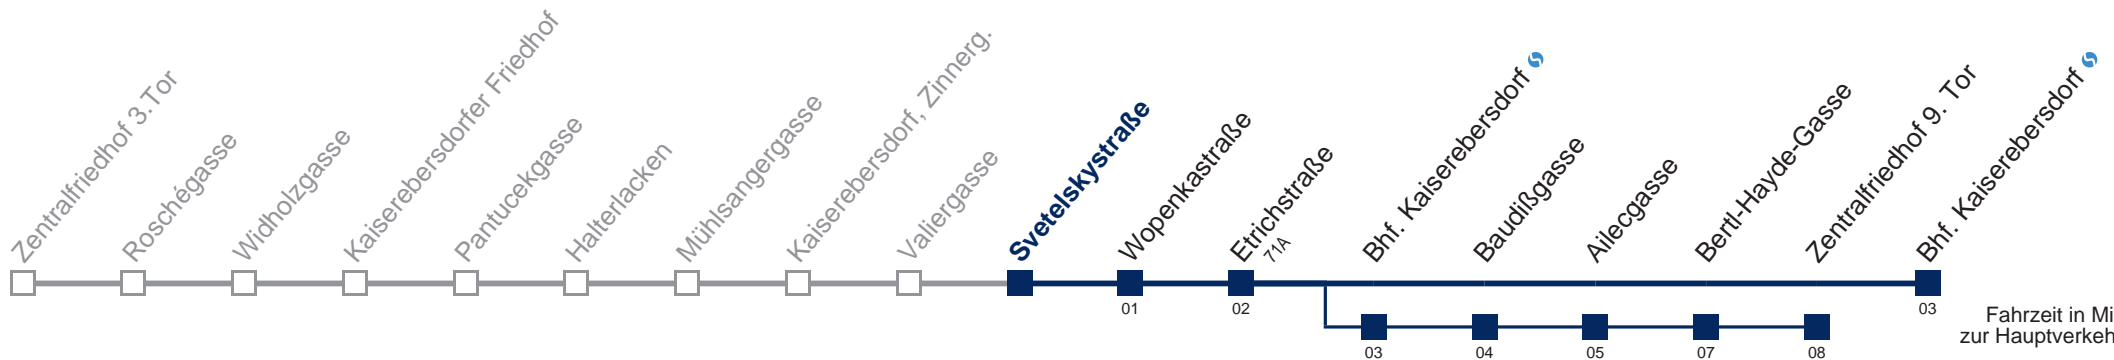 Zentralfriedhof 3.Tor
Roschégasse
Widholzgasse
Kaiserebersdorfer Friedhof
Pantucekgasse
Halterlacken
Mühlsangergasse
Kaiserebersdorf, Zinnerg.
Valiergasse
Svetelskystraße
Wopenkastraße
Etrichstraße
71A
Bhf. Kaiserebersdorf
Baudißgasse
Ailecgasse
Bertl-Hayde-Gasse
Zentralfriedhof 9. Tor
Bhf. Kaiserebersdorf
01
02
03
Fahrzeit in Mi
zur Hauptverkeh
03
04
05
07
08